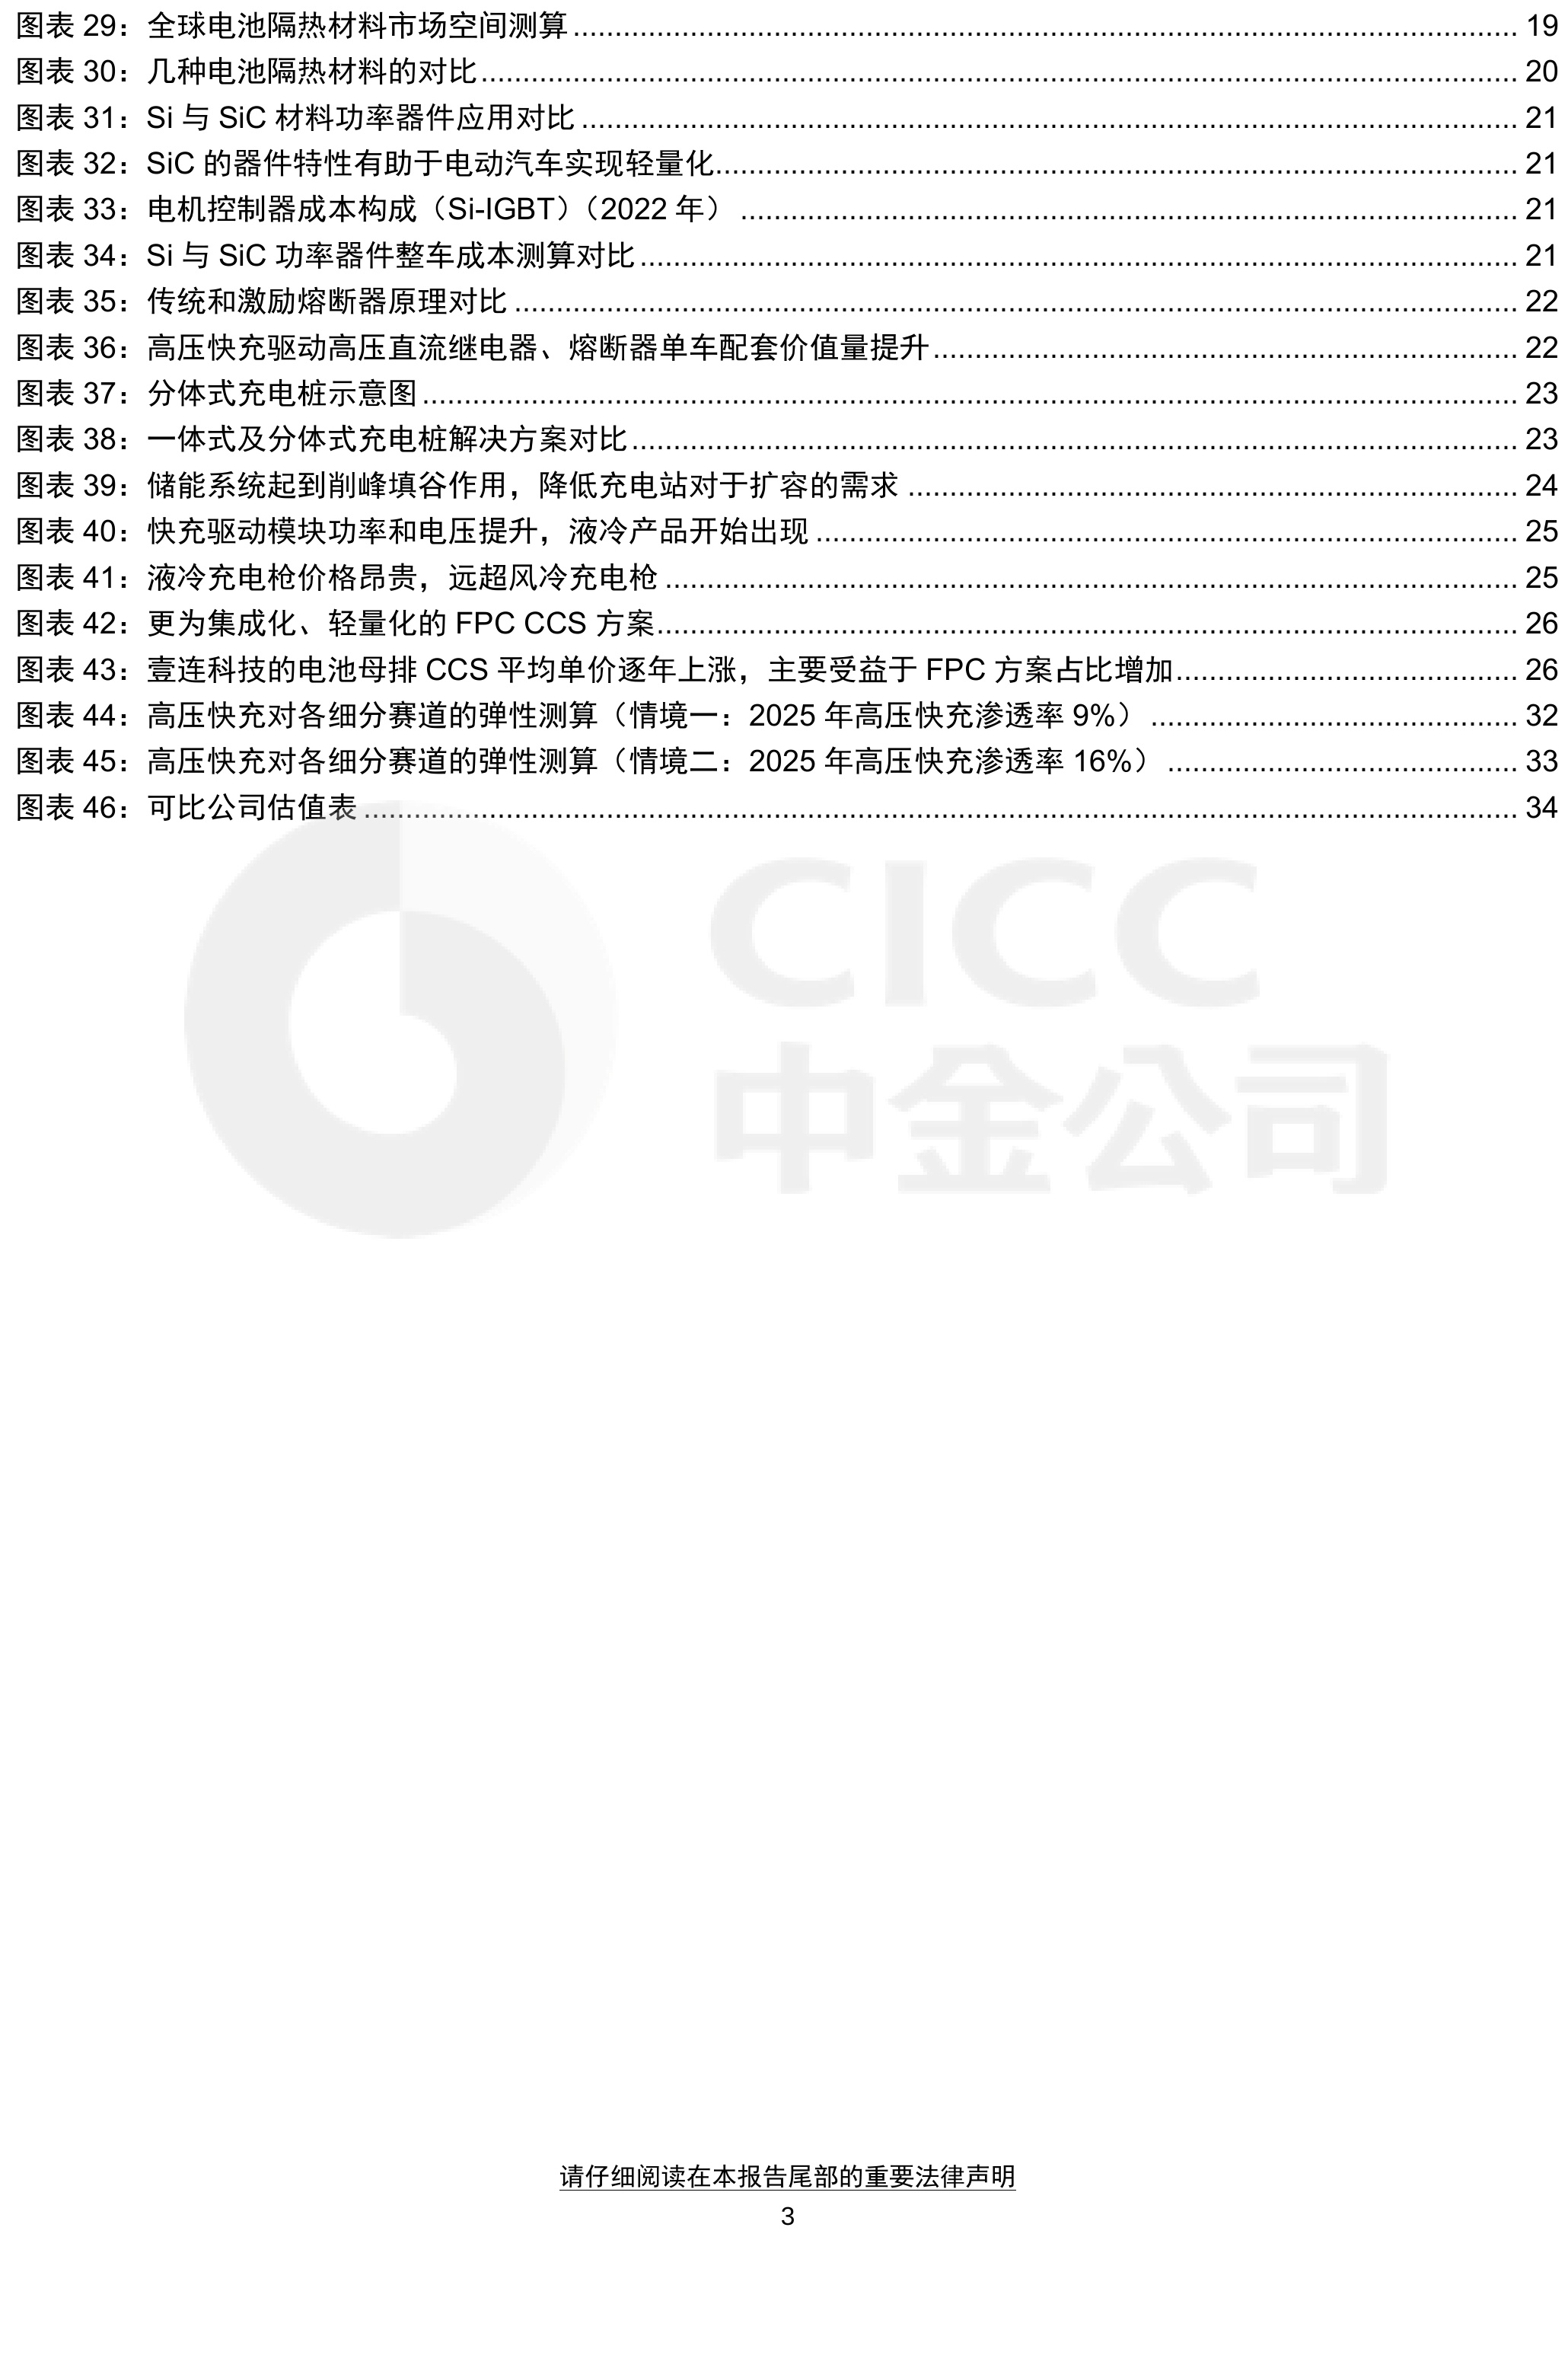 图表 29：全球电池隔热材料市场空间测算 ........ 19
图表 30：几种电池隔热材料的对比 ........ 20
图表 31：Si 与 SiC 材料功率器件应用对比 ........ 21
图表 32：SiC 的器件特性有助于电动汽车实现轻量化 ........ 21
图表 33：电机控制器成本构成（Si-IGBT）（2022 年） ........ 21
图表 34：Si 与 SiC 功率器件整车成本测算对比 ........ 21
图表 35：传统和激励熔断器原理对比 ........ 22
图表 36：高压快充驱动高压直流继电器、熔断器单车配套价值量提升 ........ 22
图表 37：分体式充电桩示意图 ........ 23
图表 38：一体式及分体式充电桩解决方案对比 ........ 23
图表 39：储能系统起到削峰填谷作用，降低充电站对于扩容的需求 ........ 24
图表 40：快充驱动模块功率和电压提升，液冷产品开始出现 ........ 25
图表 41：液冷充电枪价格昂贵，远超风冷充电枪 ........ 25
图表 42：更为集成化、轻量化的 FPC CCS 方案 ........ 26
图表 43：壹连科技的电池母排 CCS 平均单价逐年上涨，主要受益于 FPC 方案占比增加 ........ 26
图表 44：高压快充对各细分赛道的弹性测算（情境一：2025 年高压快充渗透率 9%） ........ 32
图表 45：高压快充对各细分赛道的弹性测算（情境二：2025 年高压快充渗透率 16%） ........ 33
图表 46：可比公司估值表 ........ 34
CICC
中金公司
请仔细阅读在本报告尾部的重要法律声明
3